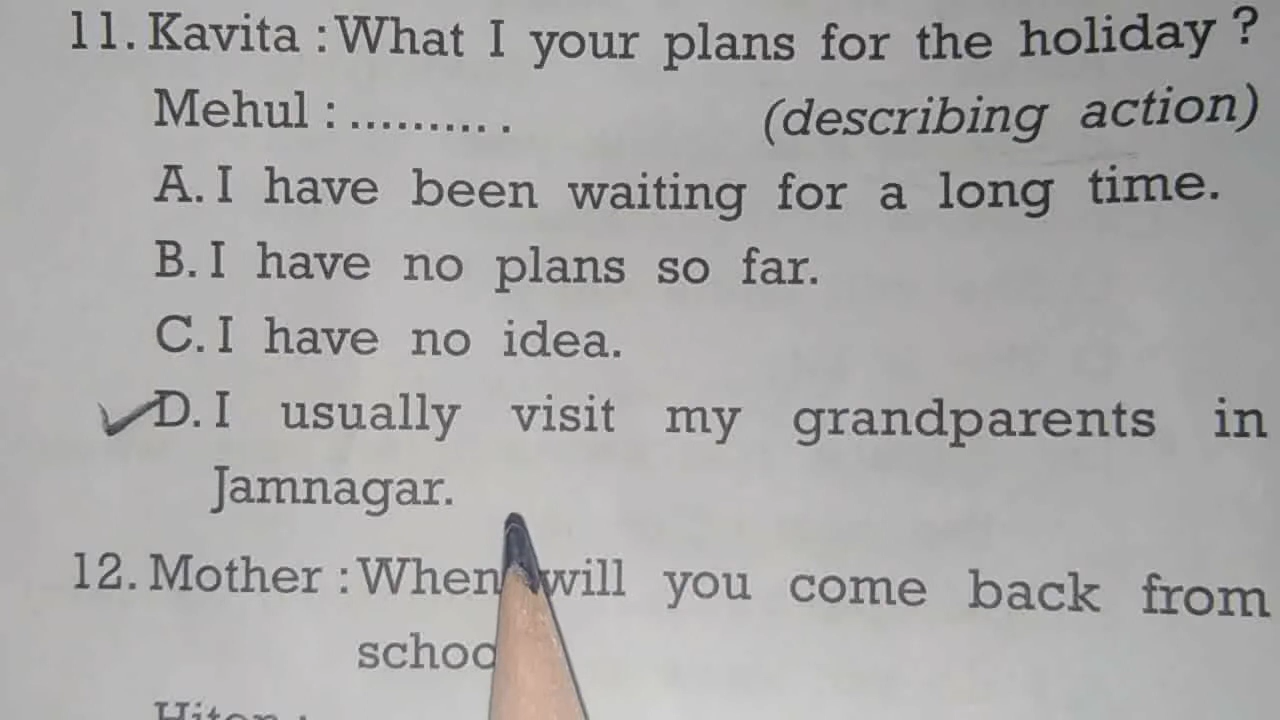 11. Kavita : What I your plans for the holiday ?
Mehul : .......... (describing action)
A. I have been waiting for a long time.
B. I have no plans so far.
C. I have no idea.
D. I usually visit my grandparents in
Jamnagar.
12. Mother : When will you come back from
schoo